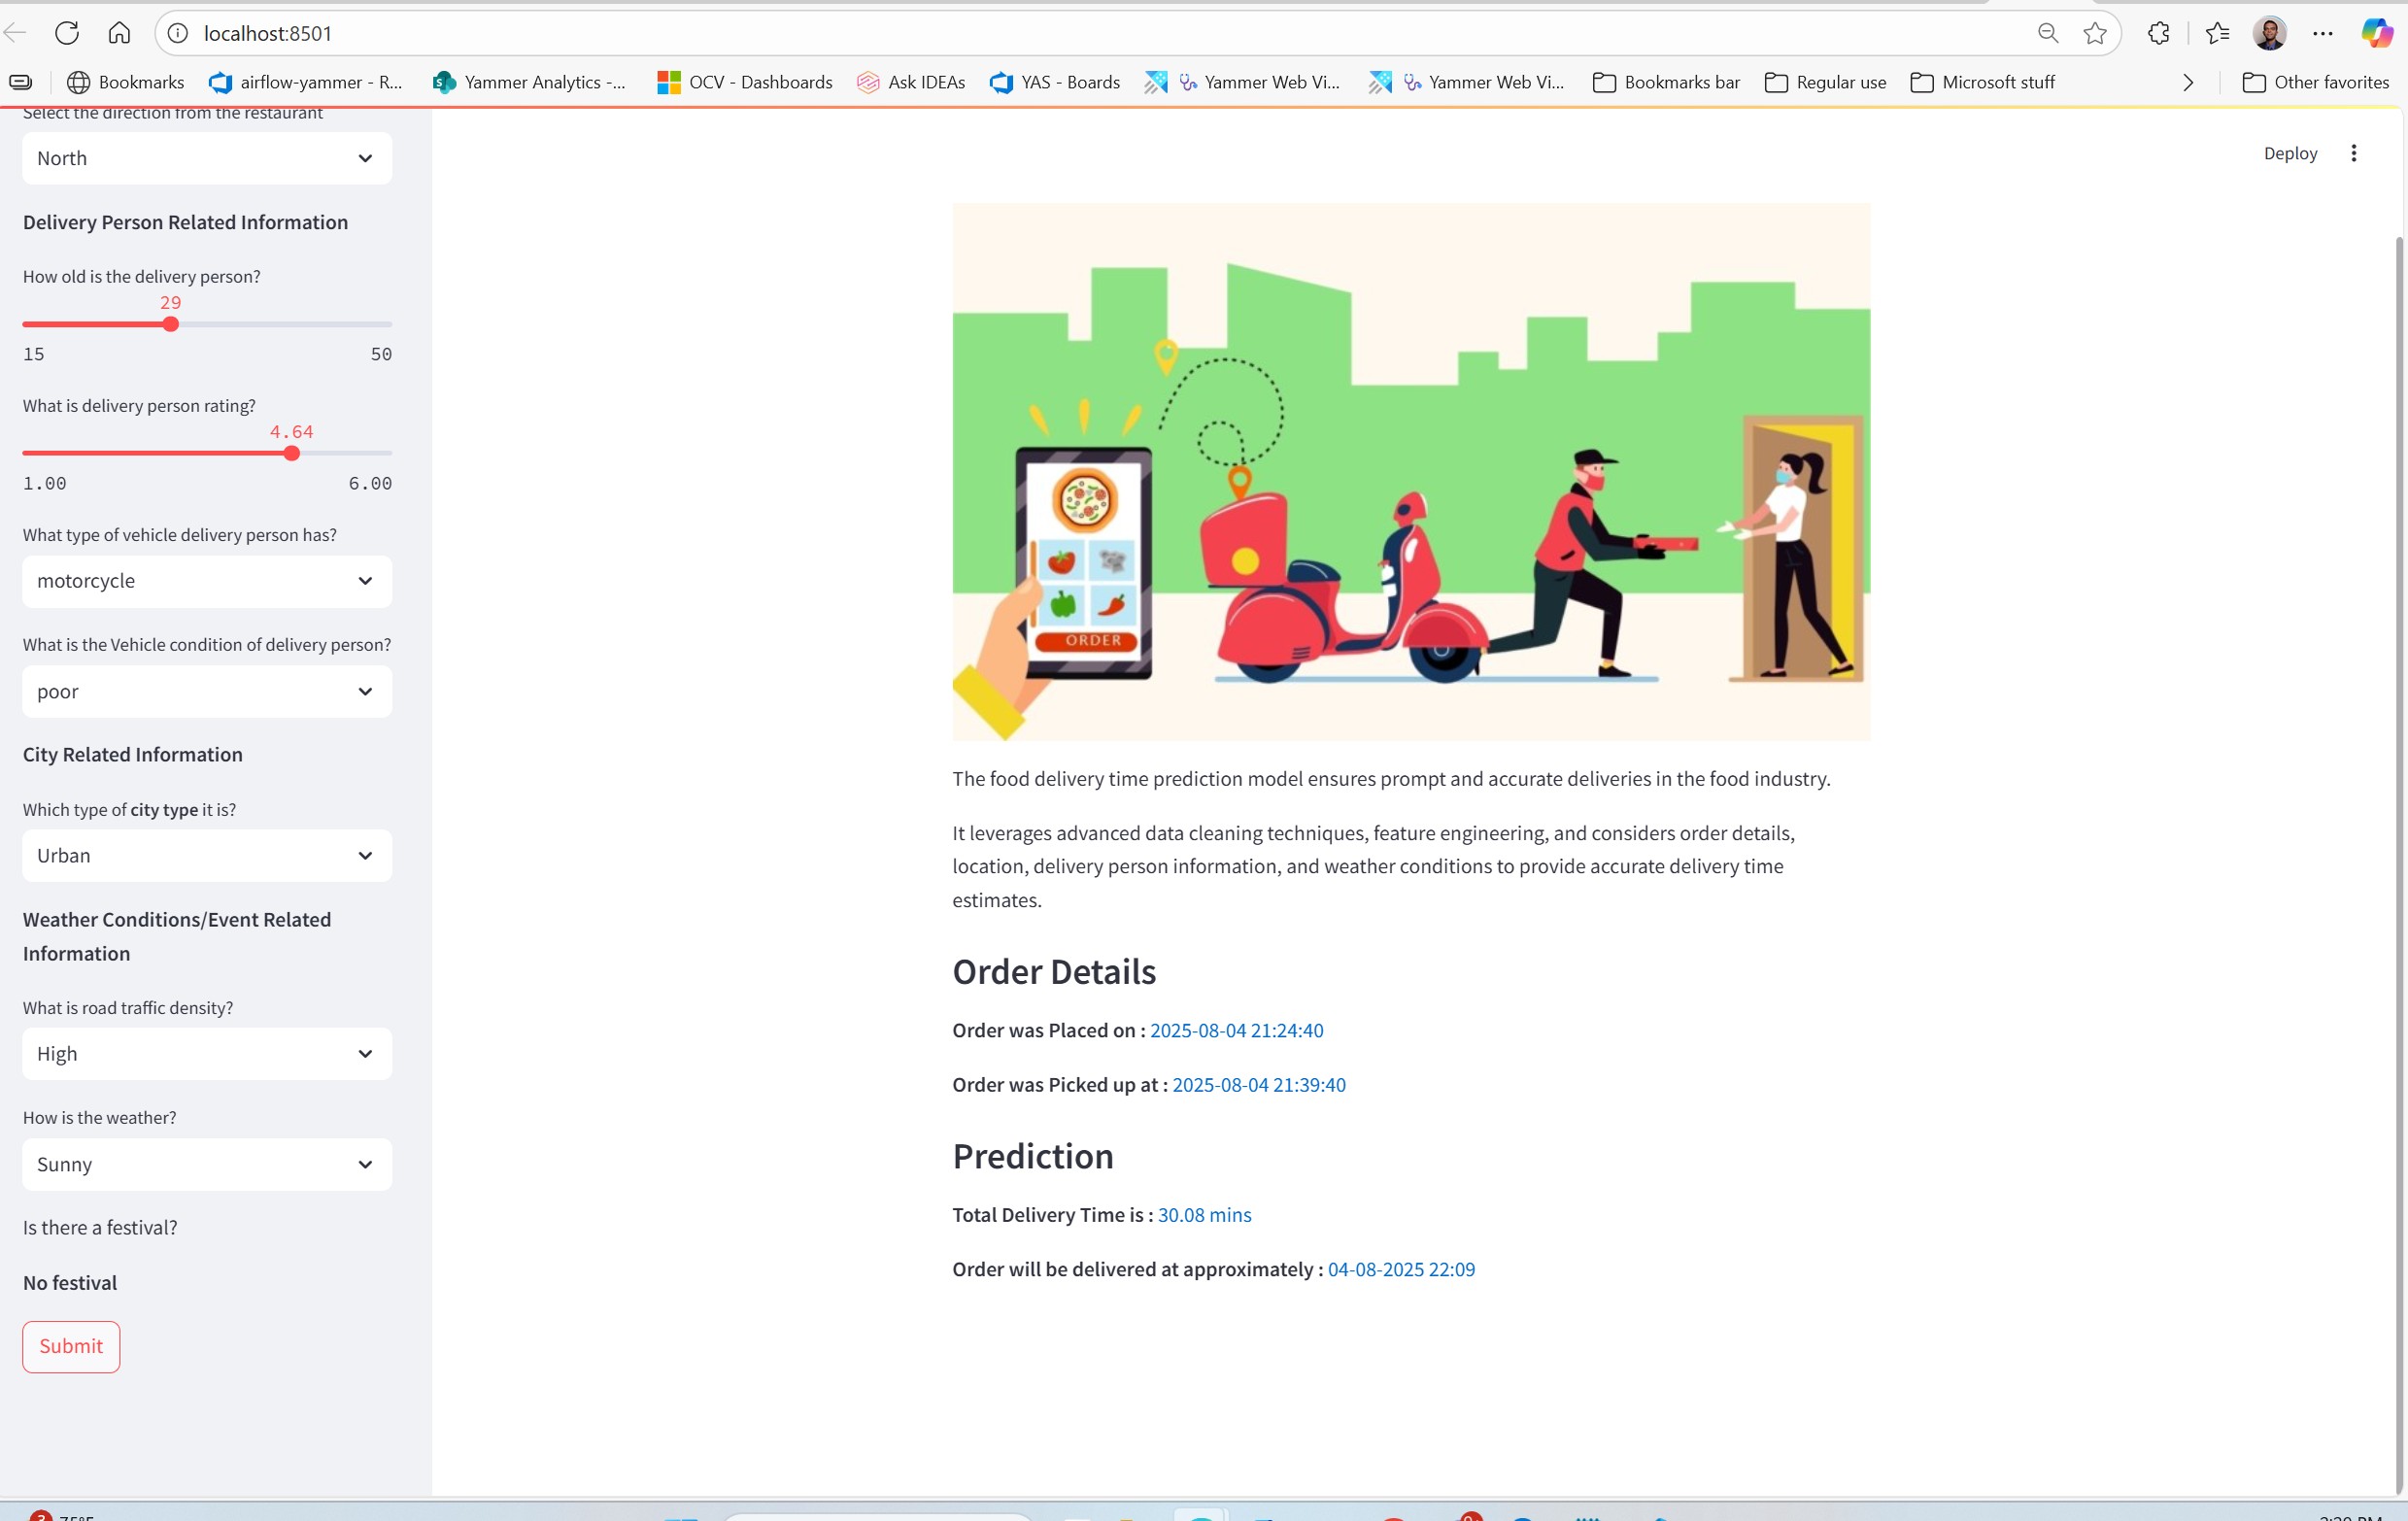 localhost:8501
Bookmarks
airflow-yammer - R...
Yammer Analytics -...
OCV - Dashboards
Ask IDEAs
YAS - Boards
Yammer Web Vi...
Yammer Web Vi...
Bookmarks bar
Regular use
Microsoft stuff
Other favorites
Select the direction from the restaurant
North
Delivery Person Related Information
How old is the delivery person?
29
15 50
What is delivery person rating?
4.64
1.00 6.00
What type of vehicle delivery person has?
motorcycle
What is the Vehicle condition of delivery person?
poor
City Related Information
Which type of city type it is?
Urban
Weather Conditions/Event Related
Information
What is road traffic density?
High
How is the weather?
Sunny
Is there a festival?
No festival
Submit
Deploy
ORDER
The food delivery time prediction model ensures prompt and accurate deliveries in the food industry.
It leverages advanced data cleaning techniques, feature engineering, and considers order details,
location, delivery person information, and weather conditions to provide accurate delivery time
estimates.
Order Details
Order was Placed on : 2025-08-04 21:24:40
Order was Picked up at : 2025-08-04 21:39:40
Prediction
Total Delivery Time is : 30.08 mins
Order will be delivered at approximately : 04-08-2025 22:09